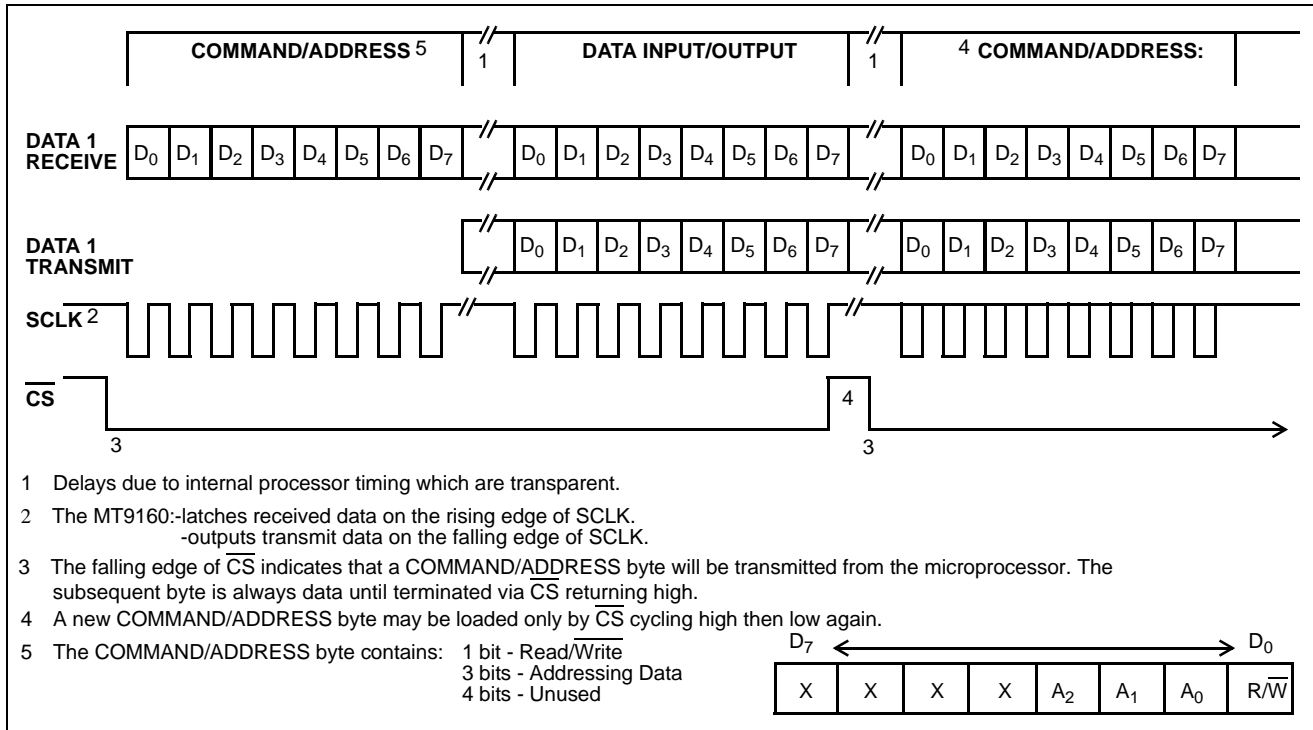 COMMAND/ADDRESS 5 1 DATA INPUT/OUTPUT 1 4 COMMAND/ADDRESS:
DATA 1 RECEIVE D0 D1 D2 D3 D4 D5 D6 D7 D0 D1 D2 D3 D4 D5 D6 D7 D0 D1 D2 D3 D4 D5 D6 D7
DATA 1 TRANSMIT D0 D1 D2 D3 D4 D5 D6 D7 D0 D1 D2 D3 D4 D5 D6 D7
SCLK 2
CS 4
3 3
1 Delays due to internal processor timing which are transparent.
2 The MT9160:-latches received data on the rising edge of SCLK.
-outputs transmit data on the falling edge of SCLK.
3 The falling edge of CS indicates that a COMMAND/ADDRESS byte will be transmitted from the microprocessor. The
subsequent byte is always data until terminated via CS returning high.
4 A new COMMAND/ADDRESS byte may be loaded only by CS cycling high then low again.
5 The COMMAND/ADDRESS byte contains: 1 bit - Read/Write
3 bits - Addressing Data
4 bits - Unused
D7 D0
X X X X A2 A1 A0 R/W